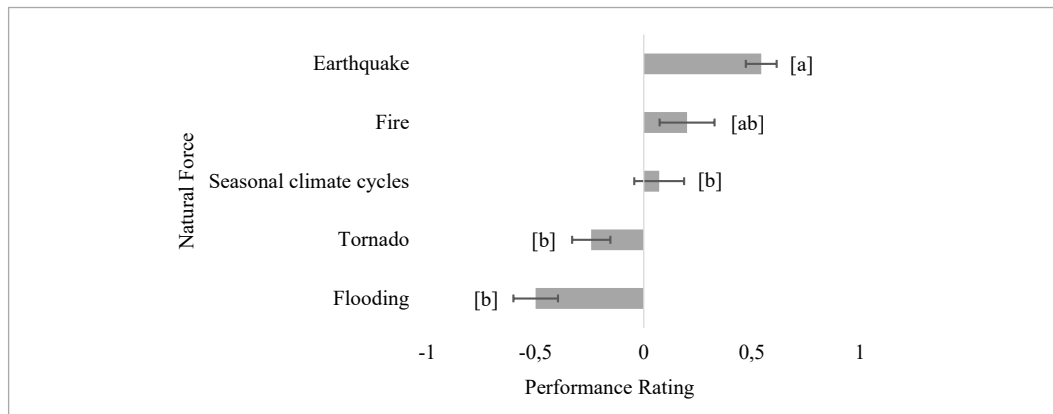 Earthquake
[a]
Fire
[ab]
Natural Force
Seasonal climate cycles
[b]
Tornado
[b]
Flooding
[b]
-1 -0,5 0 0,5 1
Performance Rating